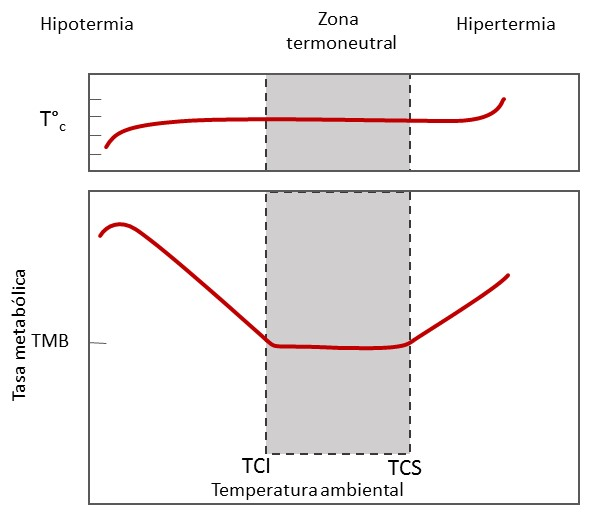 Hipotermia
Zona
termoneutral
Hipertermia
T°c
Tasa metabólica
TMB
TCI
TCS
Temperatura ambiental